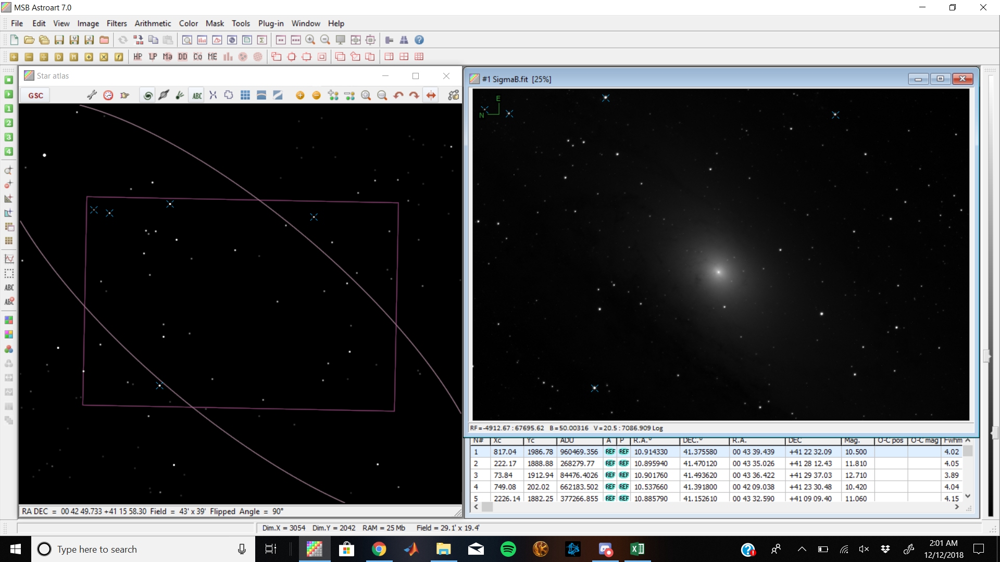 MSB Astroart 7.0
File Edit View Image Filters Arithmetic Color Mask Tools Plug-in Window Help
D M f HP LP Ma DD Co ME
Star atlas
#1 SigmaB.fit [25%]
GSC ABC
E
N
1
2
3
4
ABC
ABC
RF=-4912.67 : 67695.62 B=50.00316 V=20.5 : 7086.909 Log
N# Xc Yc ADU A P R.A.° DEC.° R.A. DEC Mag. O-C pos O-C mag Fwhm
1 817.04 1986.78 960469.356 REF REF 10.914330 41.375580 00 43 39.439 +41 22 32.09 10.500 4.02
2 222.17 1888.88 268279.77 REF REF 10.895940 41.470120 00 43 35.026 +41 28 12.43 11.810 4.05
3 73.84 1912.94 84476.4026 REF REF 10.901760 41.493620 00 43 36.422 +41 29 37.03 12.710 3.89
4 749.08 202.02 662183.502 REF REF 10.537660 41.391800 00 42 09.038 +41 23 30.48 10.420 4.04
5 2226.14 1882.25 377266.855 REF REF 10.885790 41.152610 00 43 32.590 +41 09 09.40 11.060 4.15
RA DEC = 00 42 49.733 +41 15 58.30 Field = 43' x 39' Flipped Angle = 90°
Dim.X = 3054 Dim.Y = 2042 RAM = 25 Mb Field = 29.1' x 19.4'
Type here to search
2:01 AM
12/12/2018